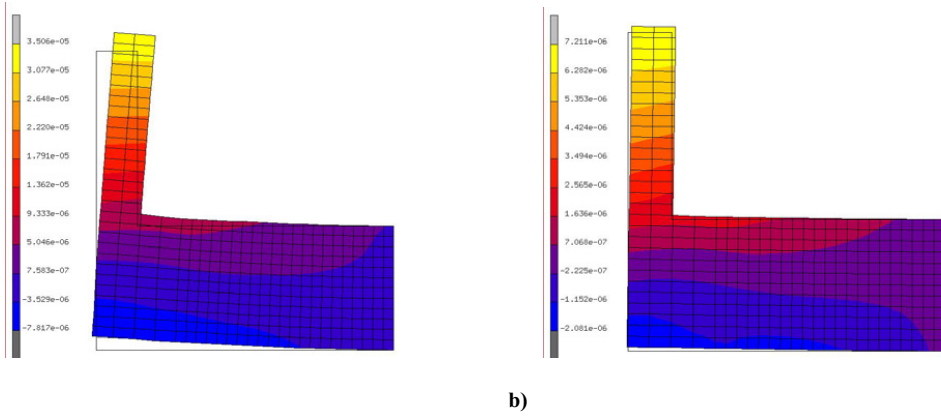 3.506e-05
3.077e-05
2.648e-05
2.220e-05
1.791e-05
1.362e-05
9.333e-06
5.046e-06
7.583e-07
-3.529e-06
-7.817e-06
7.211e-06
6.282e-06
5.353e-06
4.424e-06
3.494e-06
2.565e-06
1.636e-06
7.068e-07
-2.225e-07
-1.152e-06
-2.081e-06
b)